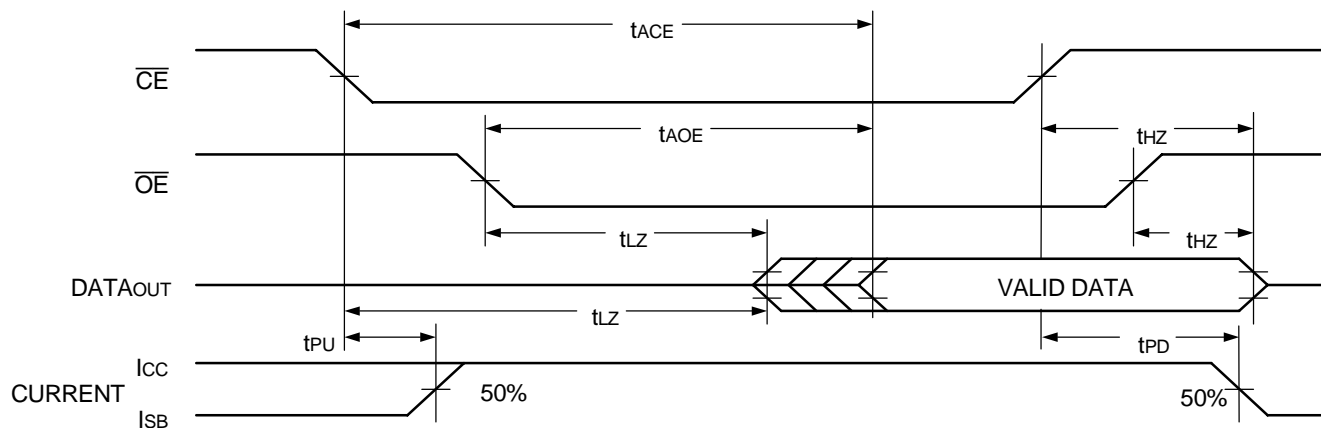 tACE
CE
tAOE
tHZ
OE
tLZ
tHZ
DATAOUT
VALID DATA
tLZ
tPU
tPD
ICC
CURRENT
50%
50%
ISB